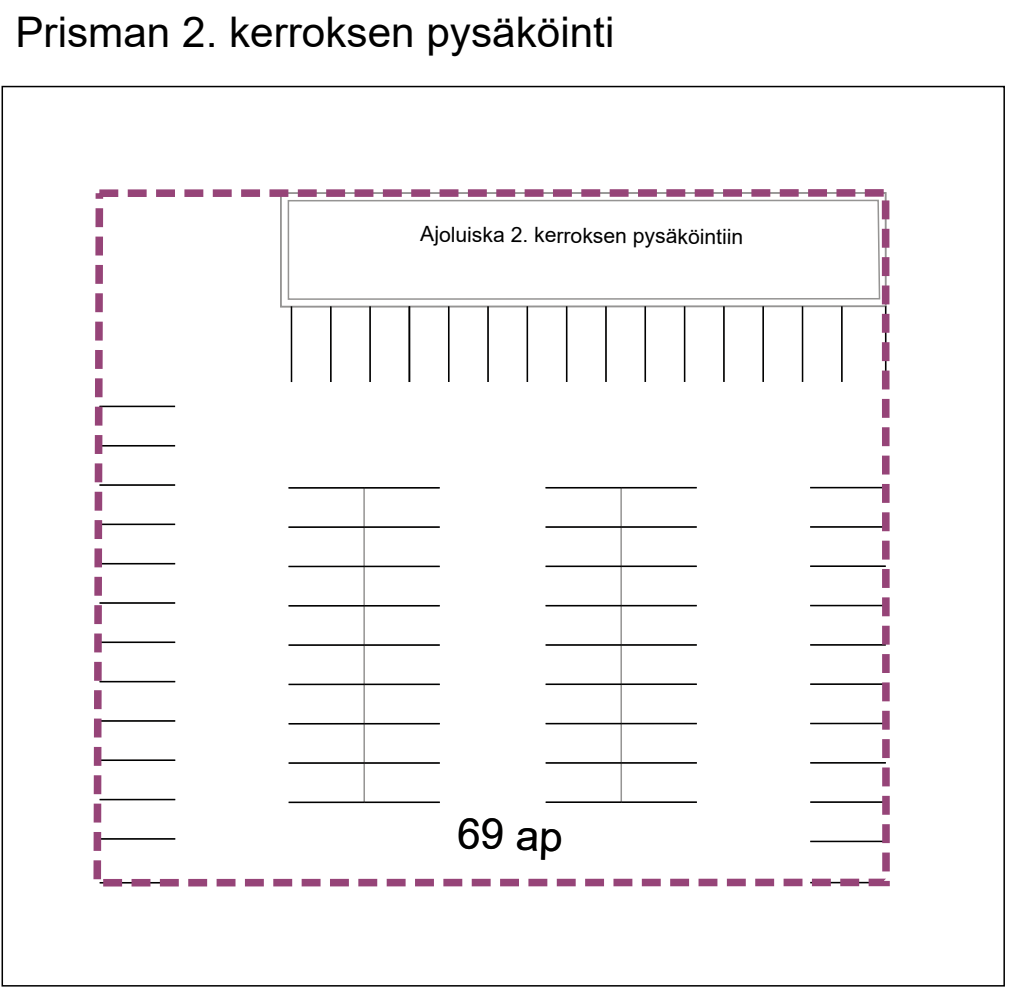 Prisman 2. kerroksen pysäköinti
Ajoluiska 2. kerroksen pysäköintiin
69 ap